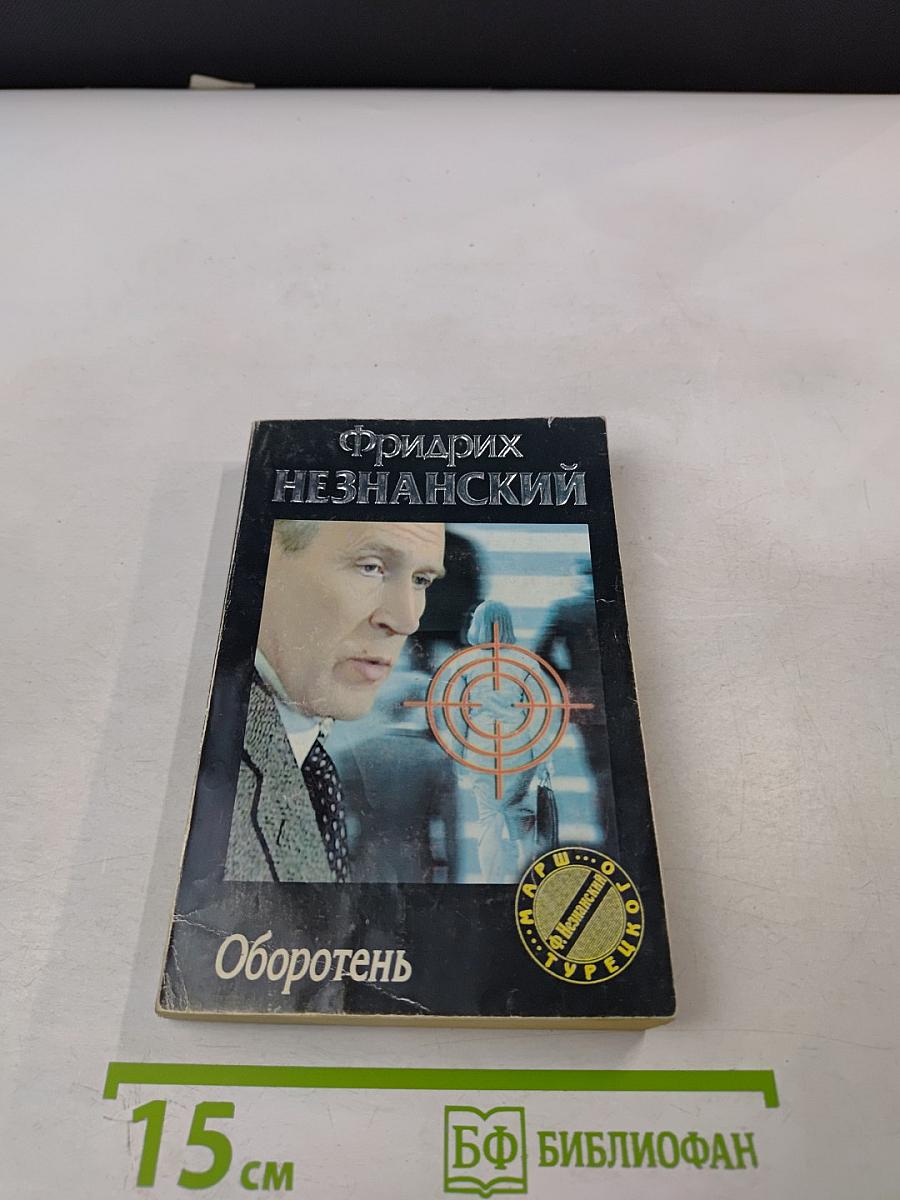 Фридрих
НЕЗНАНСКИЙ
···МАРШ···
Ф. Незнанский
ТУРЕЦКОГО
Оборотень
15 см
БФ БИБЛИОФАН